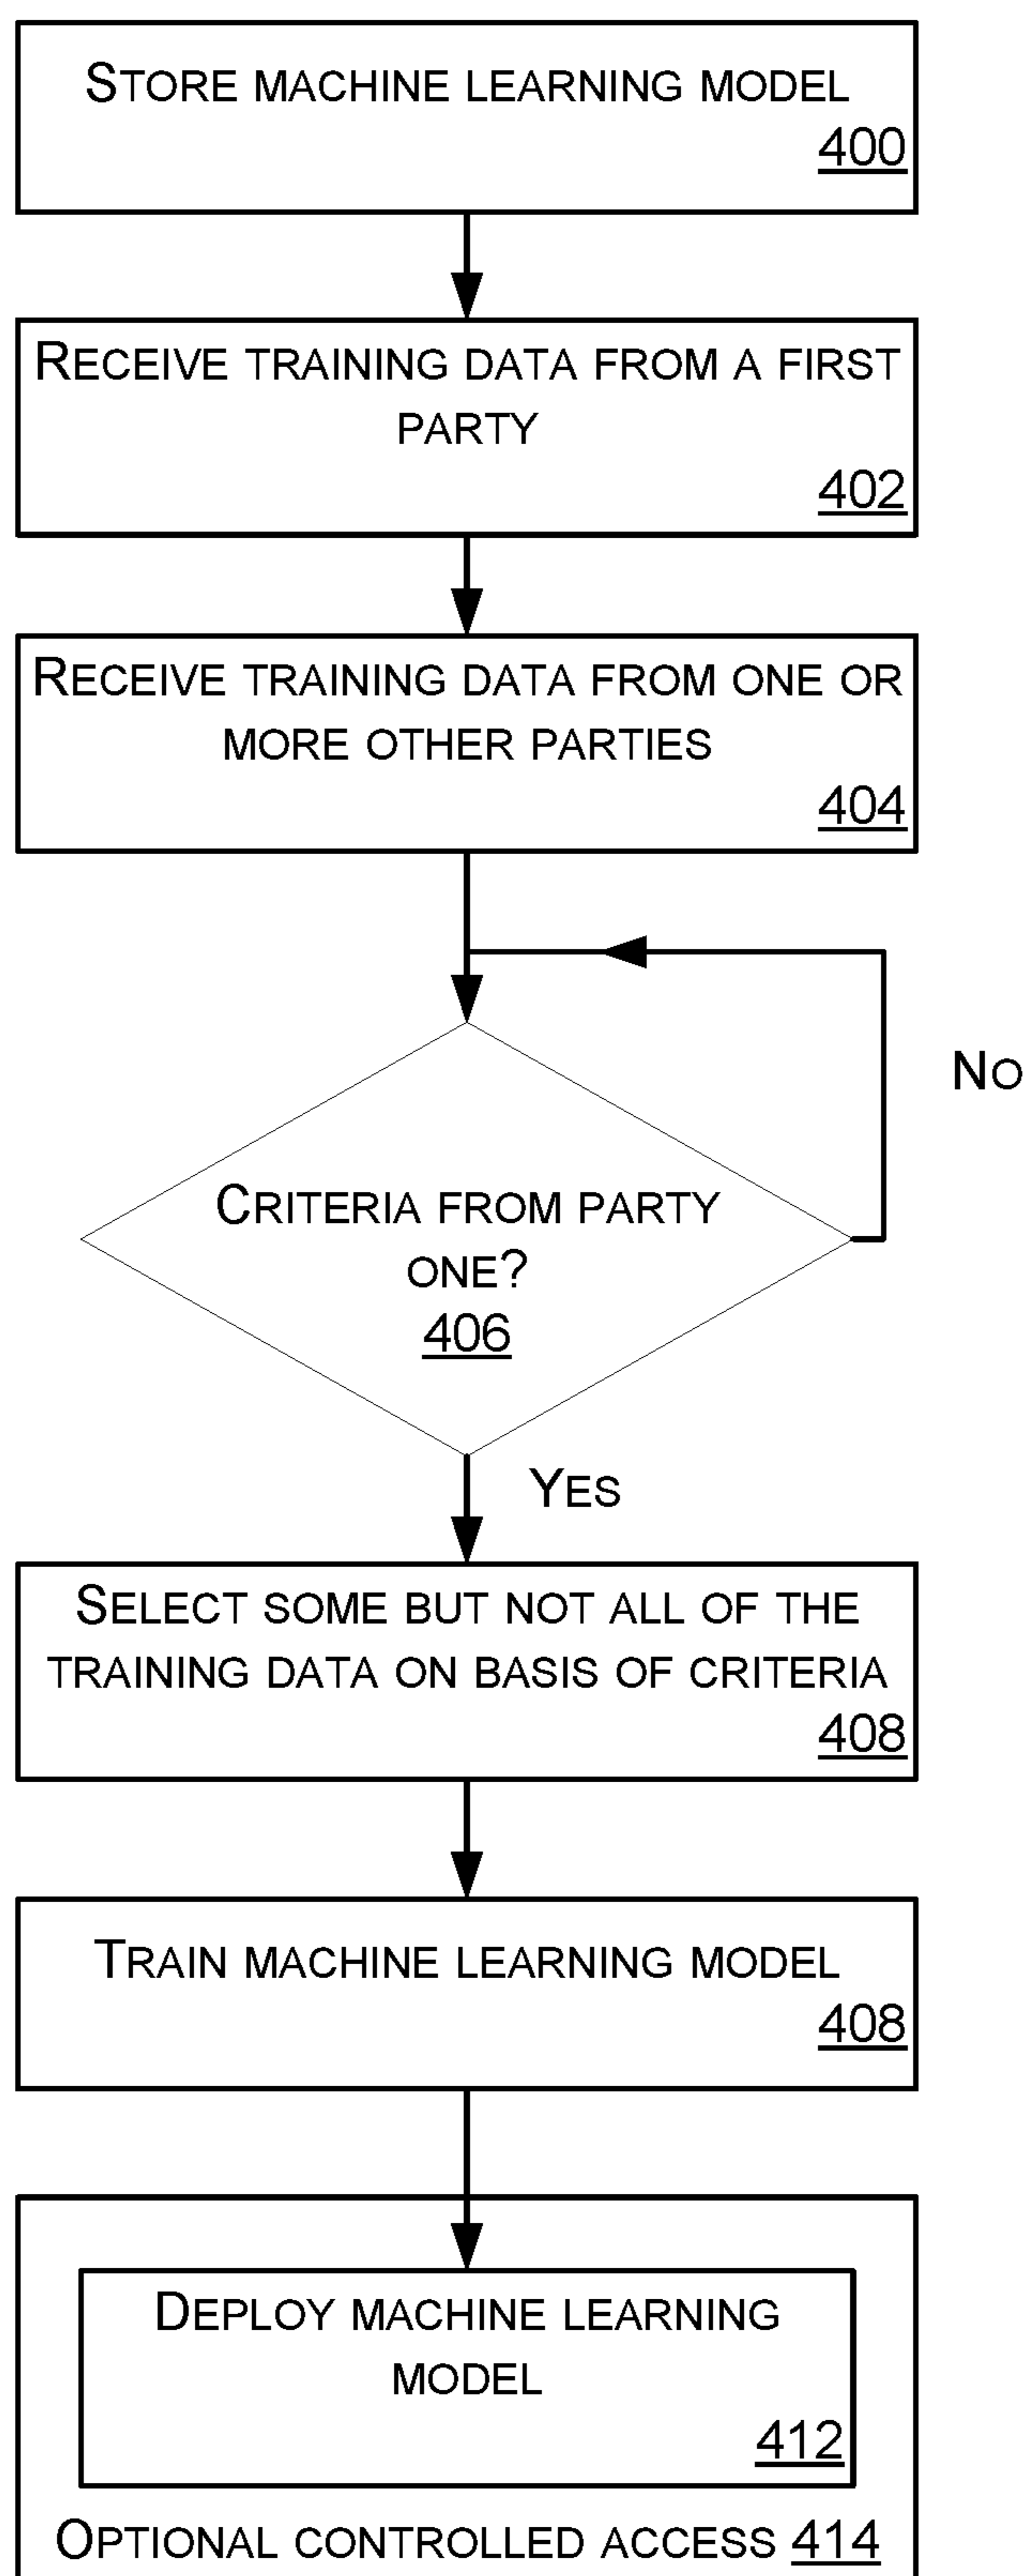 STORE MACHINE LEARNING MODEL
400
RECEIVE TRAINING DATA FROM A FIRST
PARTY
402
RECEIVE TRAINING DATA FROM ONE OR
MORE OTHER PARTIES
404
NO
CRITERIA FROM PARTY
ONE?
406
YES
SELECT SOME BUT NOT ALL OF THE
TRAINING DATA ON BASIS OF CRITERIA
408
TRAIN MACHINE LEARNING MODEL
408
DEPLOY MACHINE LEARNING
MODEL
412
OPTIONAL CONTROLLED ACCESS 414